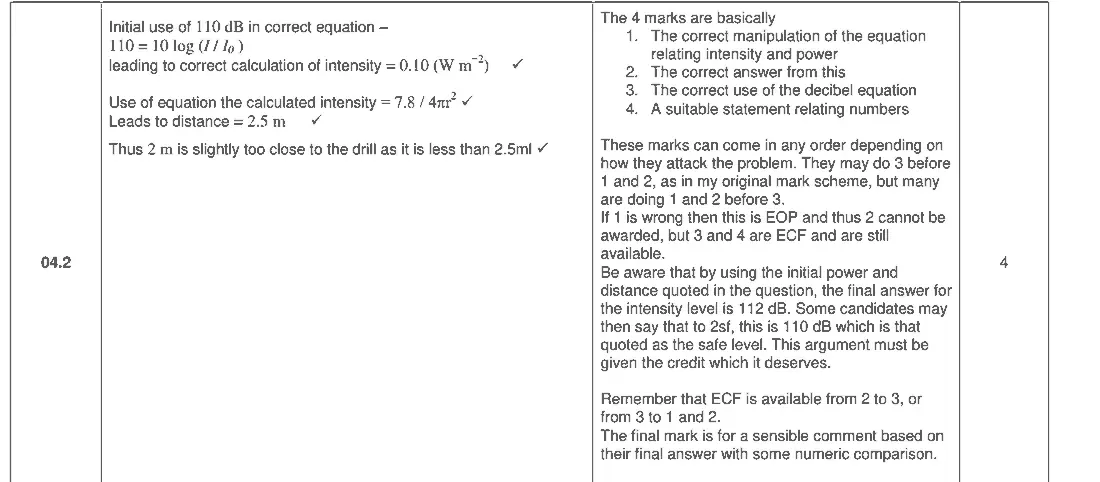 Initial use of 110 dB in correct equation –
110 = 10 log (I / I₀ )
leading to correct calculation of intensity = 0.10 (W m⁻²) ✓
Use of equation the calculated intensity = 7.8 / 4πr² ✓
Leads to distance = 2.5 m ✓
Thus 2 m is slightly too close to the drill as it is less than 2.5ml ✓
The 4 marks are basically
1. The correct manipulation of the equation
relating intensity and power
2. The correct answer from this
3. The correct use of the decibel equation
4. A suitable statement relating numbers
These marks can come in any order depending on
how they attack the problem. They may do 3 before
1 and 2, as in my original mark scheme, but many
are doing 1 and 2 before 3.
If 1 is wrong then this is EOP and thus 2 cannot be
awarded, but 3 and 4 are ECF and are still
available.
Be aware that by using the initial power and
distance quoted in the question, the final answer for
the intensity level is 112 dB. Some candidates may
then say that to 2sf, this is 110 dB which is that
quoted as the safe level. This argument must be
given the credit which it deserves.
Remember that ECF is available from 2 to 3, or
from 3 to 1 and 2.
The final mark is for a sensible comment based on
their final answer with some numeric comparison.
04.2
4